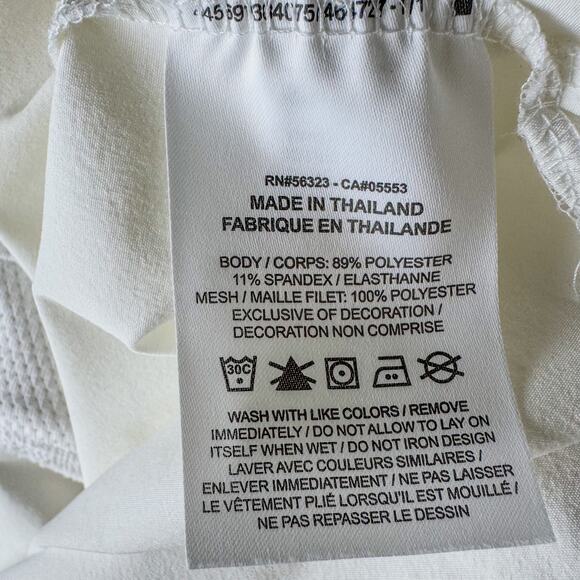 RN#56323 - CA#05553
MADE IN THAILAND
FABRIQUE EN THAILANDE
BODY / CORPS: 89% POLYESTER
11% SPANDEX / ELASTHANNE
MESH / MAILLE FILET: 100% POLYESTER
EXCLUSIVE OF DECORATION /
DECORATION NON COMPRISE
30C
WASH WITH LIKE COLORS / REMOVE
IMMEDIATELY / DO NOT ALLOW TO LAY ON
ITSELF WHEN WET / DO NOT IRON DESIGN
LAVER AVEC COULEURS SIMILAIRES /
ENLEVER IMMEDIATEMENT / NE PAS LAISSER
LE VÊTEMENT PLIÉ LORSQU'IL EST MOUILLÉ /
NE PAS REPASSER LE DESSIN